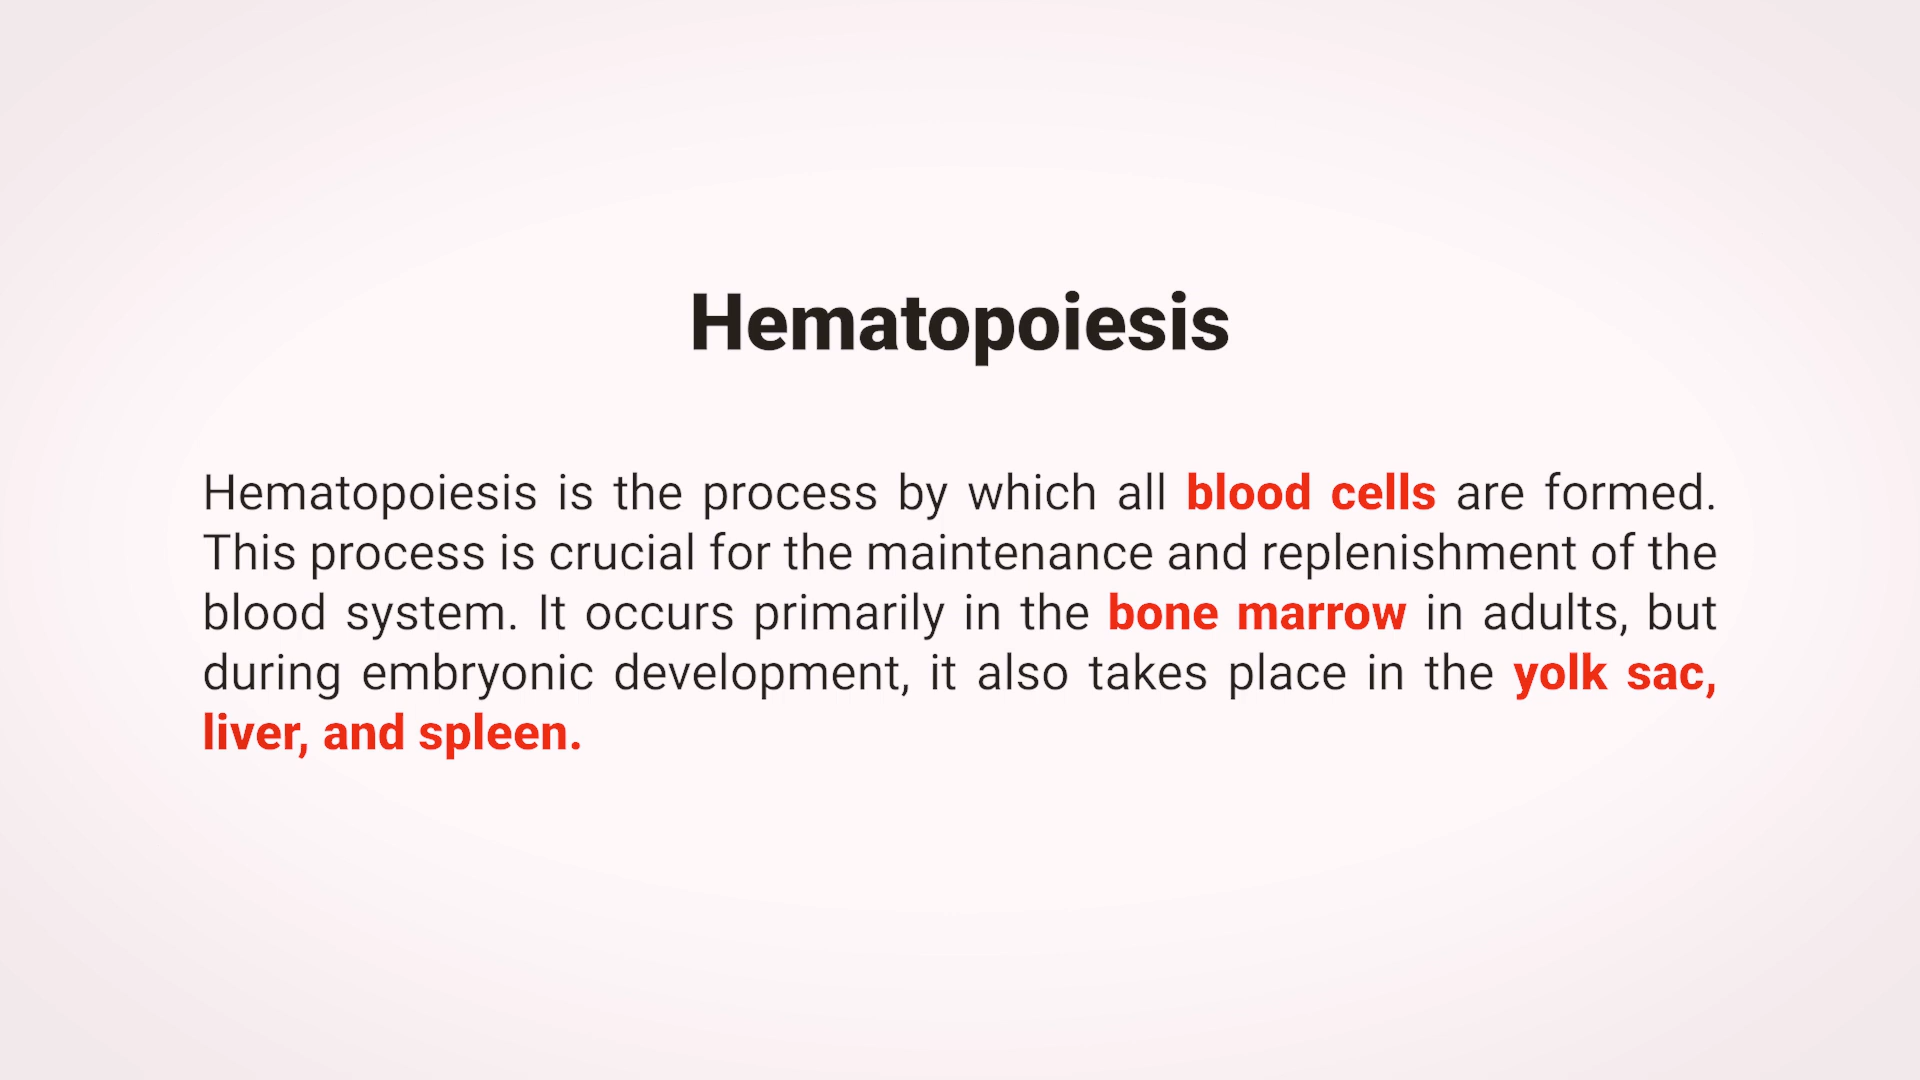 Hematopoiesis
Hematopoiesis is the process by which all blood cells are formed.
This process is crucial for the maintenance and replenishment of the
blood system. It occurs primarily in the bone marrow in adults, but
during embryonic development, it also takes place in the yolk sac,
liver, and spleen.